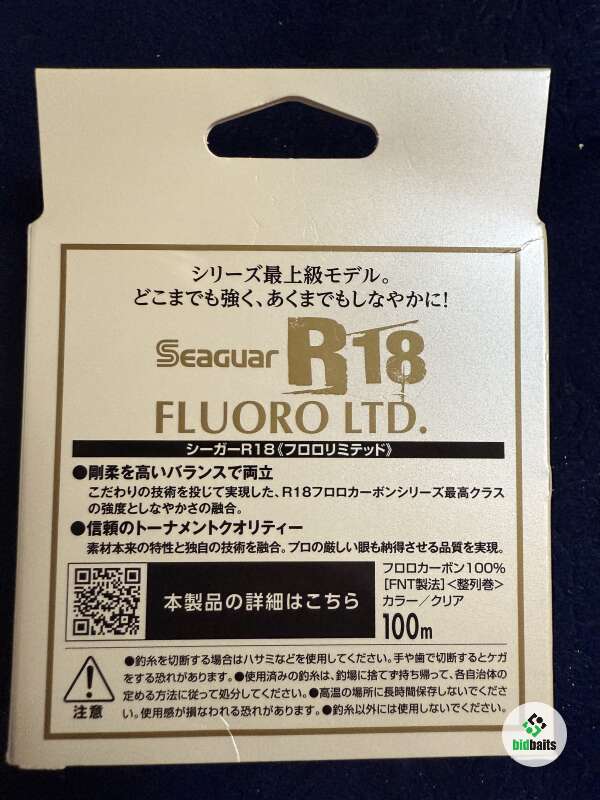 シリーズ最上級モデル。
どこまでも強く、あくまでもしなやかに!
SEAGUAR R18
FLUORO LTD.
シーガーR18《フロロリミテッド》
●剛柔を高いバランスで両立
こだわりの技術を投じて実現した、R18フロロカーボンシリーズ最高クラス
の強度としなやかさの融合。
●信頼のトーナメントクオリティー
素材本来の特性と独自の技術を融合。プロの厳しい眼も納得させる品質を実現。
本製品の詳細はこちら
フロロカーボン100%
[FNT製法]<整列巻>
カラー/クリア
100m
注意
●釣糸を切断する場合はハサミなどを使用してください。手や歯で切断するとケガ
をする恐れがあります。●使用済みの釣糸は、釣場に捨てず持ち帰って、各自治体の
定める方法に従って処分してください。●高温の場所に長時間保存しないでくださ
い。使用感が損なわれる恐れがあります。●釣糸以外には使用しないでください。
bidbaits